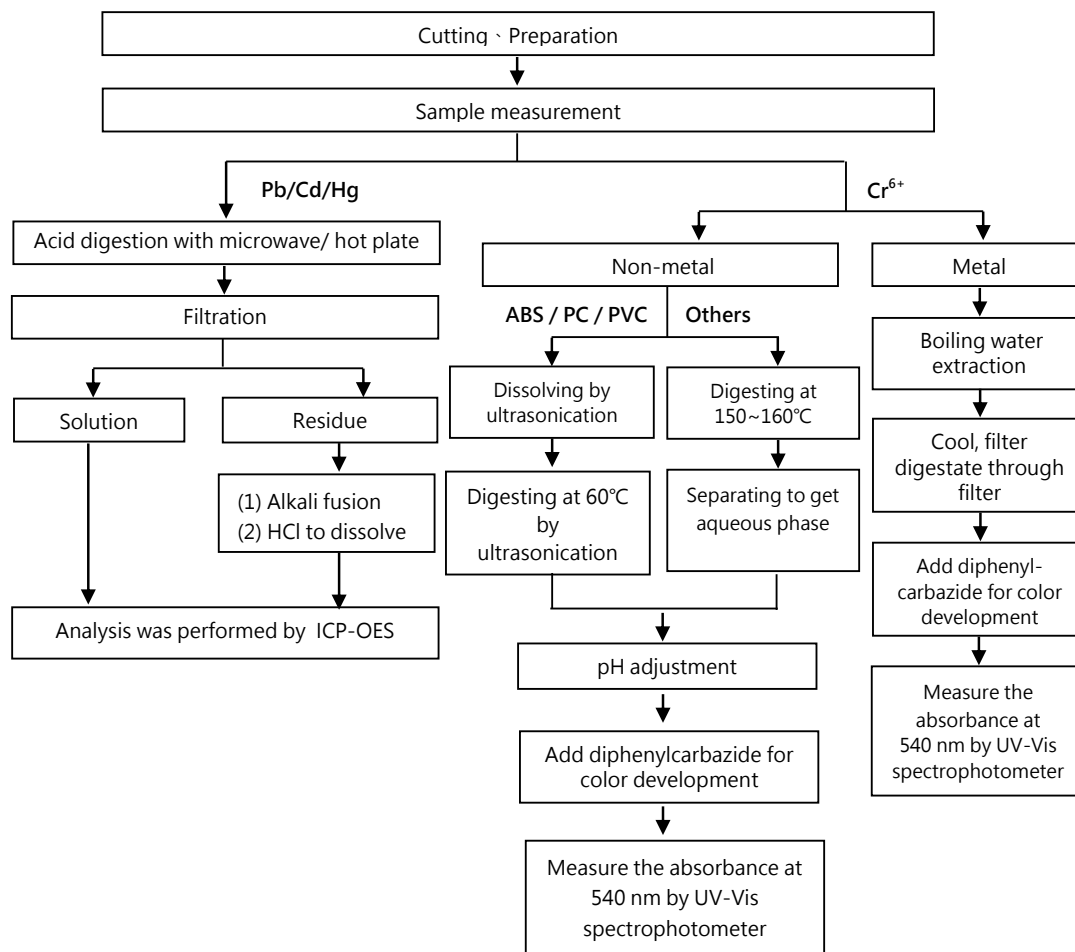 Cutting、Preparation
Sample measurement
Pb/Cd/Hg
Cr⁶⁺
Acid digestion with microwave/ hot plate
Filtration
Solution
Residue
(1) Alkali fusion
(2) HCl to dissolve
Analysis was performed by ICP-OES
Non-metal
ABS / PC / PVC
Others
Dissolving by
ultrasonication
Digesting at 60℃
by
ultrasonication
Digesting at
150~160℃
Separating to get
aqueous phase
pH adjustment
Add diphenylcarbazide for
color development
Measure the absorbance at
540 nm by UV-Vis
spectrophotometer
Metal
Boiling water
extraction
Cool, filter
digestate through
filter
Add diphenyl-
carbazide for color
development
Measure the
absorbance at
540 nm by UV-Vis
spectrophotometer